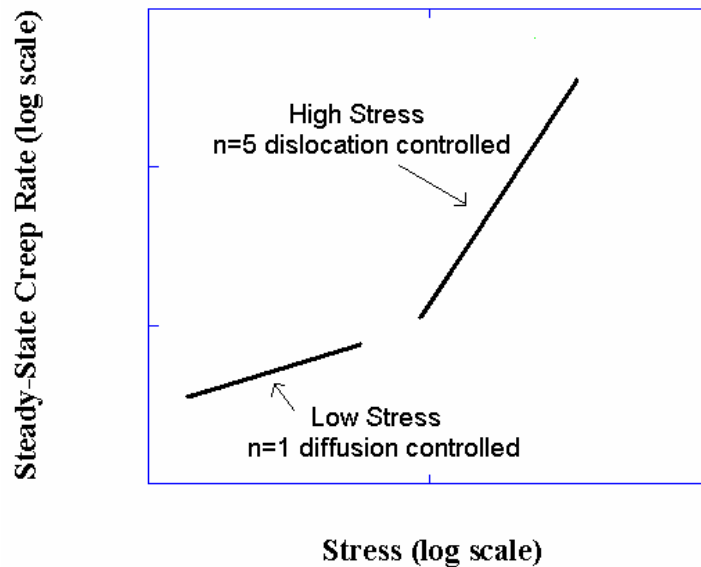 Steady-State Creep Rate (log scale)
High Stress
n=5 dislocation controlled
Low Stress
n=1 diffusion controlled
Stress (log scale)